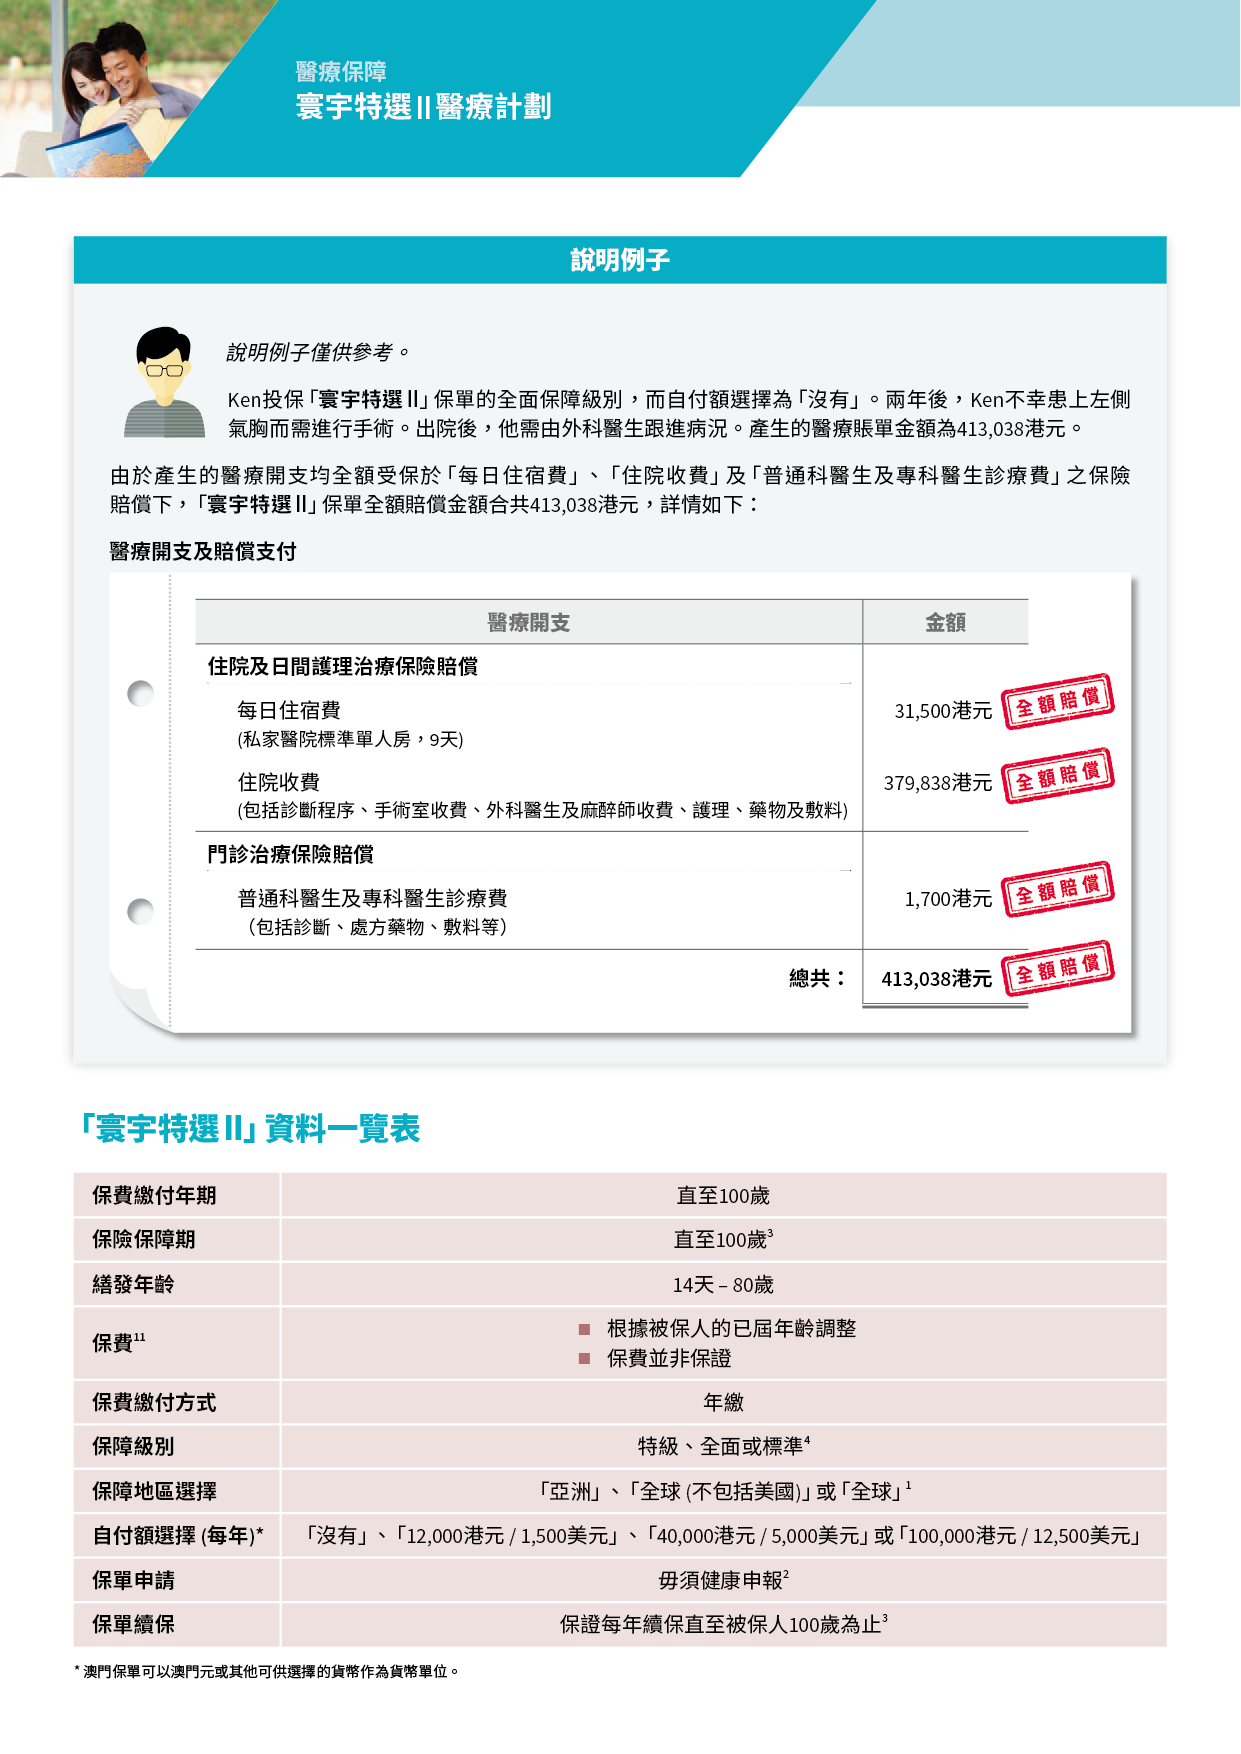 醫療保障
寰宇特選II醫療計劃
說明例子
說明例子僅供參考。
Ken投保「寰宇特選II」保單的全面保障級別，而自付額選擇為「沒有」。兩年後，Ken不幸患上左側
氣胸而需進行手術。出院後，他需由外科醫生跟進病況。產生的醫療賬單金額為413,038港元。
由於產生的醫療開支均全額受保於「每日住宿費」、「住院收費」及「普通科醫生及專科醫生診療費」之保險
賠償下，「寰宇特選II」保單全額賠償金額合共413,038港元，詳情如下：
醫療開支及賠償支付
醫療開支 金額
住院及日間護理治療保險賠償
每日住宿費 31,500港元 全額賠償
(私家醫院標準單人房，9天)
住院收費 379,838港元 全額賠償
(包括診斷程序、手術室收費、外科醫生及麻醉師收費、護理、藥物及敷料)
門診治療保險賠償
普通科醫生及專科醫生診療費 1,700港元 全額賠償
（包括診斷、處方藥物、敷料等）
總共： 413,038港元 全額賠償
「寰宇特選II」資料一覽表
保費繳付年期 直至100歲
保險保障期 直至100歲3
繕發年齡 14天 – 80歲
保費11
■ 根據被保人的已屆年齡調整
■ 保費並非保證
保費繳付方式 年繳
保障級別 特級、全面或標準4
保障地區選擇 「亞洲」、「全球 (不包括美國)」或「全球」1
自付額選擇 (每年)* 「沒有」、「12,000港元 / 1,500美元」、「40,000港元 / 5,000美元」或「100,000港元 / 12,500美元」
保單申請 毋須健康申報2
保單續保 保證每年續保直至被保人100歲為止3
* 澳門保單可以澳門元或其他可供選擇的貨幣作為貨幣單位。